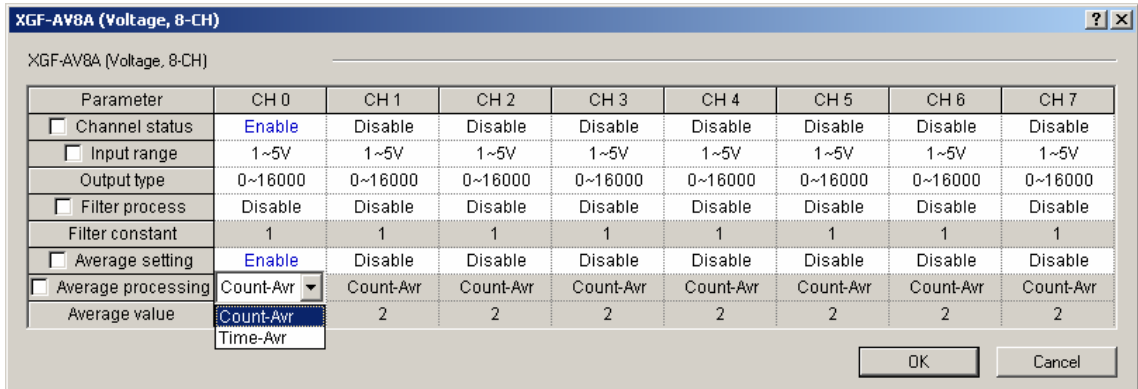 XGF-AV8A (Voltage, 8-CH)
XGF-AV8A (Voltage, 8-CH)
Parameter CH 0 CH 1 CH 2 CH 3 CH 4 CH 5 CH 6 CH 7
Channel status Enable Disable Disable Disable Disable Disable Disable Disable
Input range 1~5V 1~5V 1~5V 1~5V 1~5V 1~5V 1~5V 1~5V
Output type 0~16000 0~16000 0~16000 0~16000 0~16000 0~16000 0~16000 0~16000
Filter process Disable Disable Disable Disable Disable Disable Disable Disable
Filter constant 1 1 1 1 1 1 1 1
Average setting Enable Disable Disable Disable Disable Disable Disable Disable
Average processing Count-Avr Count-Avr Count-Avr Count-Avr Count-Avr Count-Avr Count-Avr Count-Avr
Average value Count-Avr 2 2 2 2 2 2 2
Time-Avr
OK Cancel